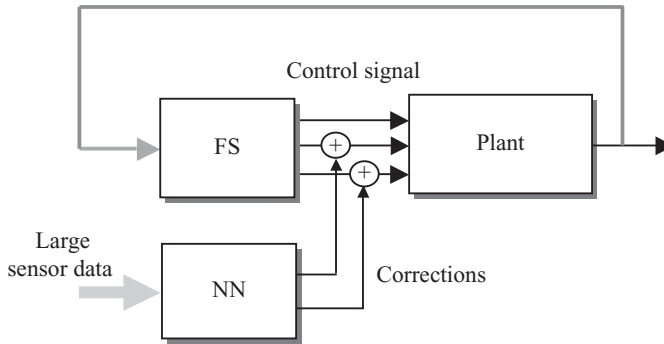 Control signal
FS
+
+
Plant
Large
sensor data
NN
Corrections